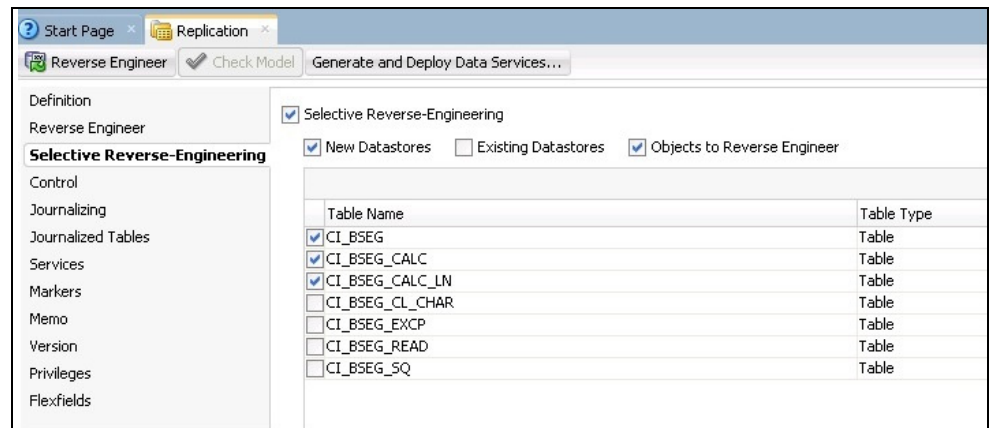 Start Page Replication
Reverse Engineer Check Model Generate and Deploy Data Services...
Definition
Reverse Engineer
Selective Reverse-Engineering
Control
Journalizing
Journalized Tables
Services
Markers
Memo
Version
Privileges
Flexfields
Selective Reverse-Engineering
New Datastores Existing Datastores Objects to Reverse Engineer
Table Name Table Type
CI_BSEG Table
CI_BSEG_CALC Table
CI_BSEG_CALC_LN Table
CI_BSEG_CL_CHAR Table
CI_BSEG_EXCP Table
CI_BSEG_READ Table
CI_BSEG_SQ Table